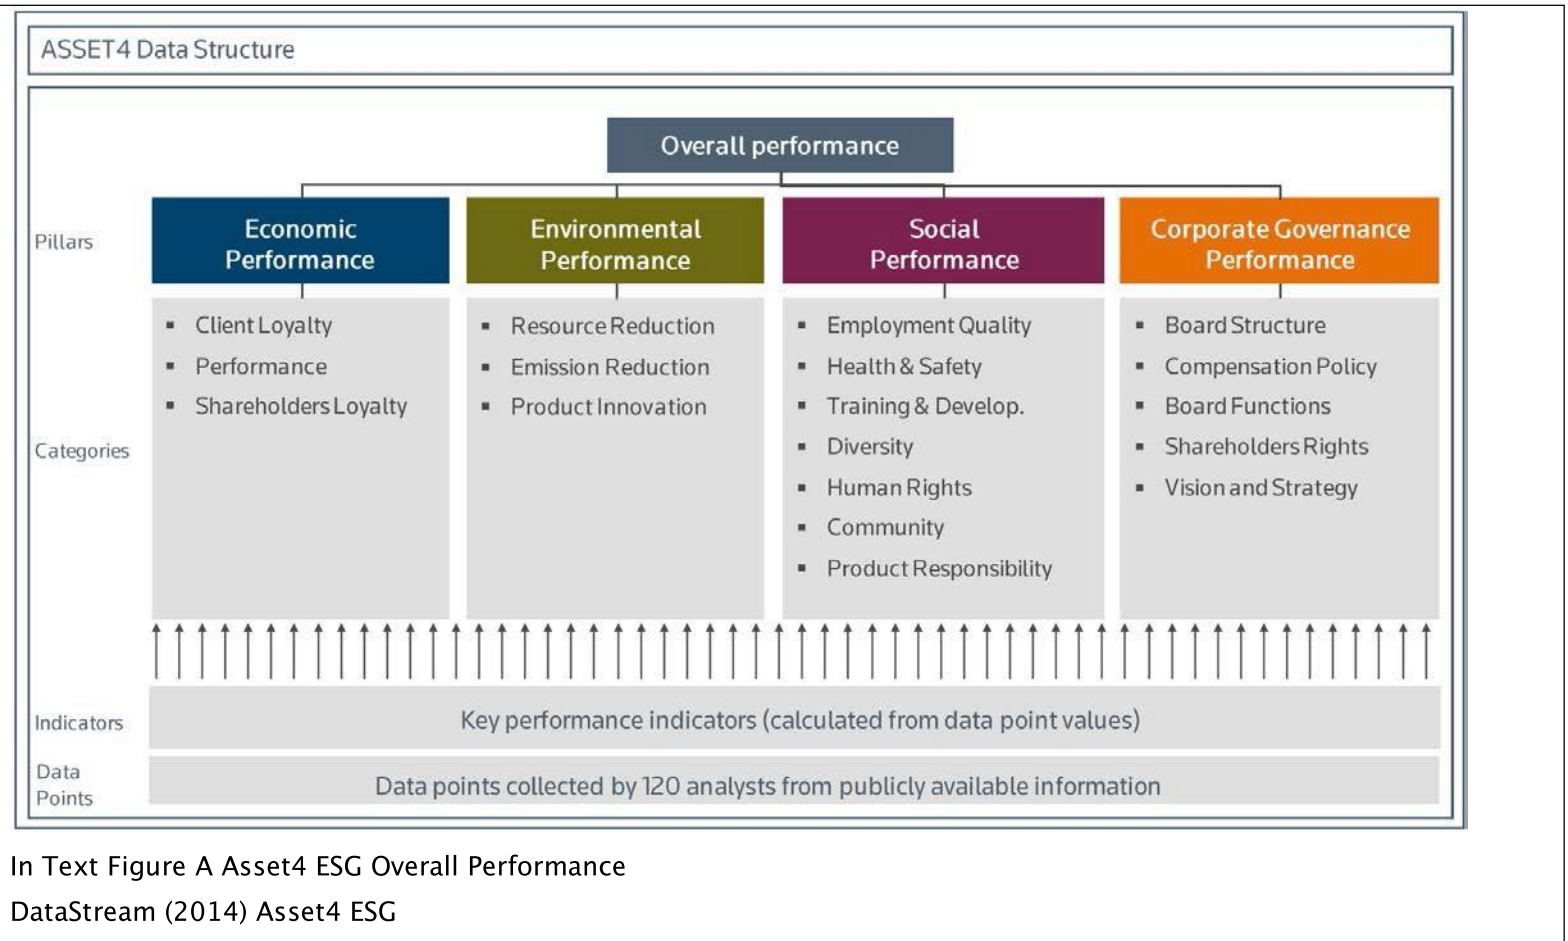 ASSET4 Data Structure
Overall performance
Pillars
Economic
Performance
Environmental
Performance
Social
Performance
Corporate Governance
Performance
Categories
▪ Client Loyalty
▪ Performance
▪ Shareholders Loyalty
▪ Resource Reduction
▪ Emission Reduction
▪ Product Innovation
▪ Employment Quality
▪ Health & Safety
▪ Training & Develop.
▪ Diversity
▪ Human Rights
▪ Community
▪ Product Responsibility
▪ Board Structure
▪ Compensation Policy
▪ Board Functions
▪ Shareholders Rights
▪ Vision and Strategy
Indicators
Key performance indicators (calculated from data point values)
Data
Points
Data points collected by 120 analysts from publicly available information
In Text Figure A Asset4 ESG Overall Performance
DataStream (2014) Asset4 ESG